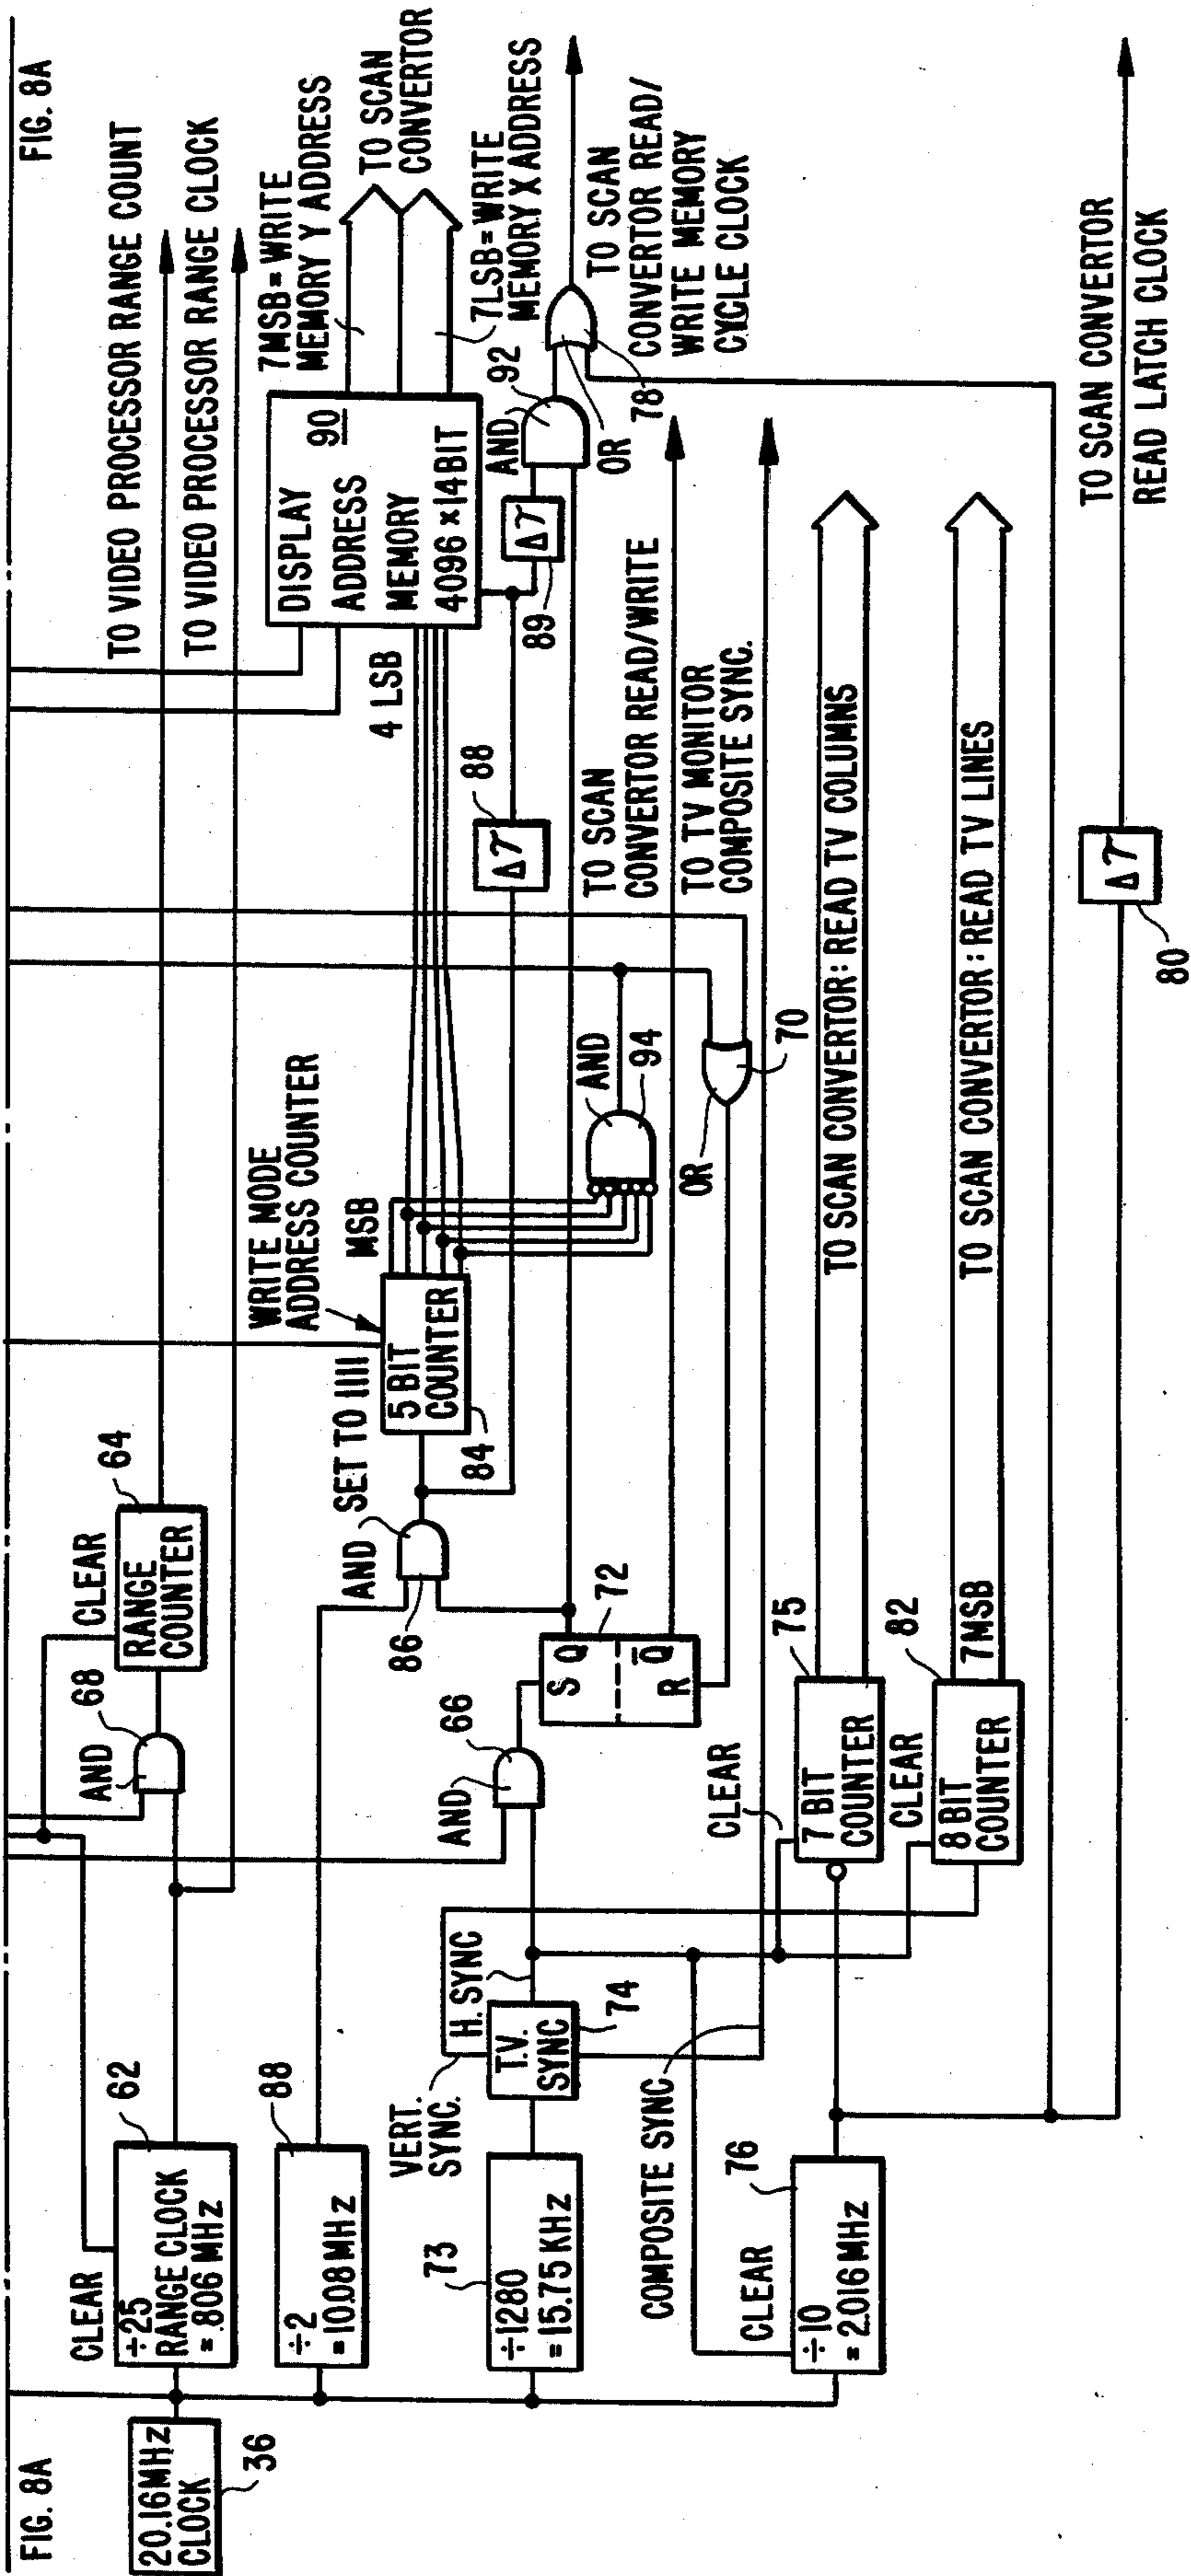 FIG. 8A
FIG. 8A
20.16MHz
CLOCK
36
CLEAR
62
÷25
RANGE CLOCK
= .806 MHz
AND
68
CLEAR
64
RANGE
COUNTER
TO VIDEO PROCESSOR RANGE COUNT
TO VIDEO PROCESSOR RANGE CLOCK
88
÷2
=10.08MHz
AND
86
SET TO 11111
WRITE MODE
ADDRESS COUNTER
5 BIT
COUNTER
84
MSB
4 LSB
DISPLAY
ADDRESS
MEMORY
4096 × 14BIT
90
7MSB=WRITE
MEMORY Y ADDRESS
TO SCAN
CONVERTOR
7LSB=WRITE
MEMORY X ADDRESS
Δτ
88
Δτ
89
AND
92
OR
78
TO SCAN
CONVERTOR READ/
WRITE MEMORY
CYCLE CLOCK
73
÷1280
=15.75 KHz
VERT.
SYNC.
H. SYNC
T.V.
SYNC
74
AND
66
S Q
R Q̅
72
AND
94
OR
70
TO SCAN
CONVERTOR READ/WRITE
TO TV MONITOR
COMPOSITE SYNC.
COMPOSITE SYNC
CLEAR
76
÷10
= 2.016 MHz
CLEAR
75
7 BIT
COUNTER
TO SCAN CONVERTOR: READ TV COLUMNS
CLEAR
82
8 BIT
COUNTER
7MSB
TO SCAN CONVERTOR: READ TV LINES
Δτ
80
TO SCAN CONVERTOR
READ LATCH CLOCK